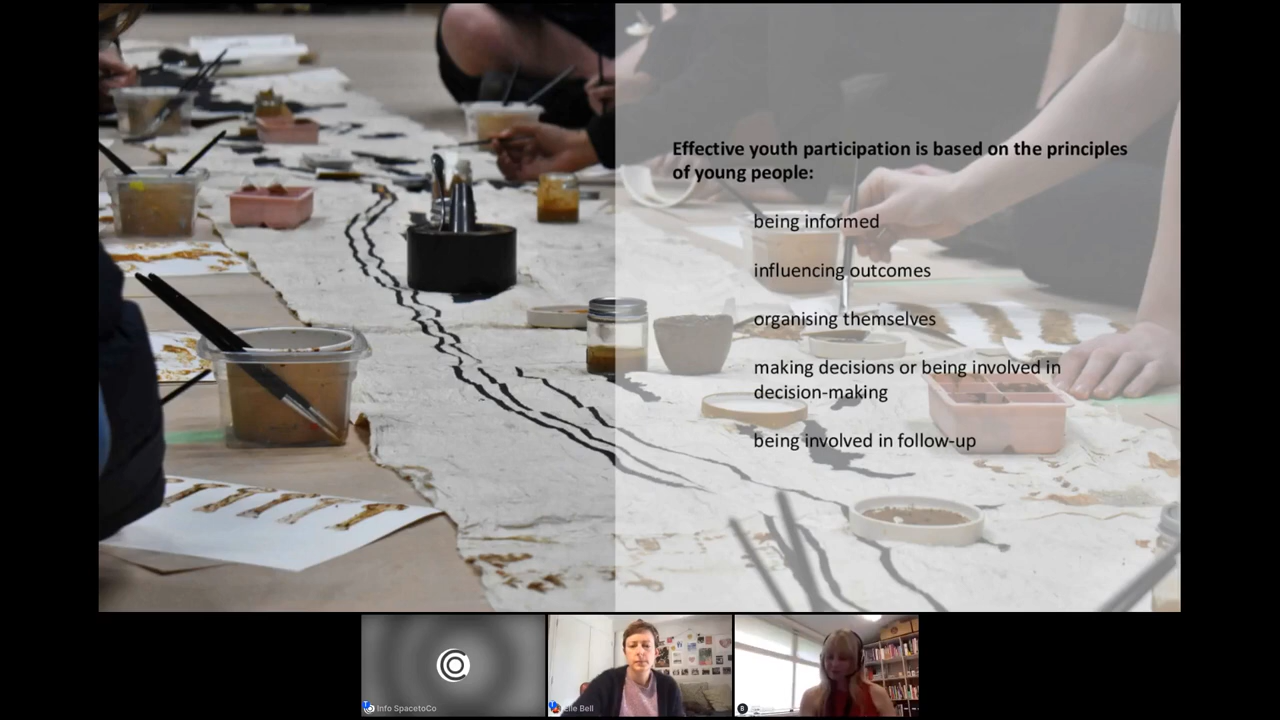 Effective youth participation is based on the principles
of young people:
being informed
influencing outcomes
organising themselves
making decisions or being involved in
decision-making
being involved in follow-up
Info SpacetoCo
Bell